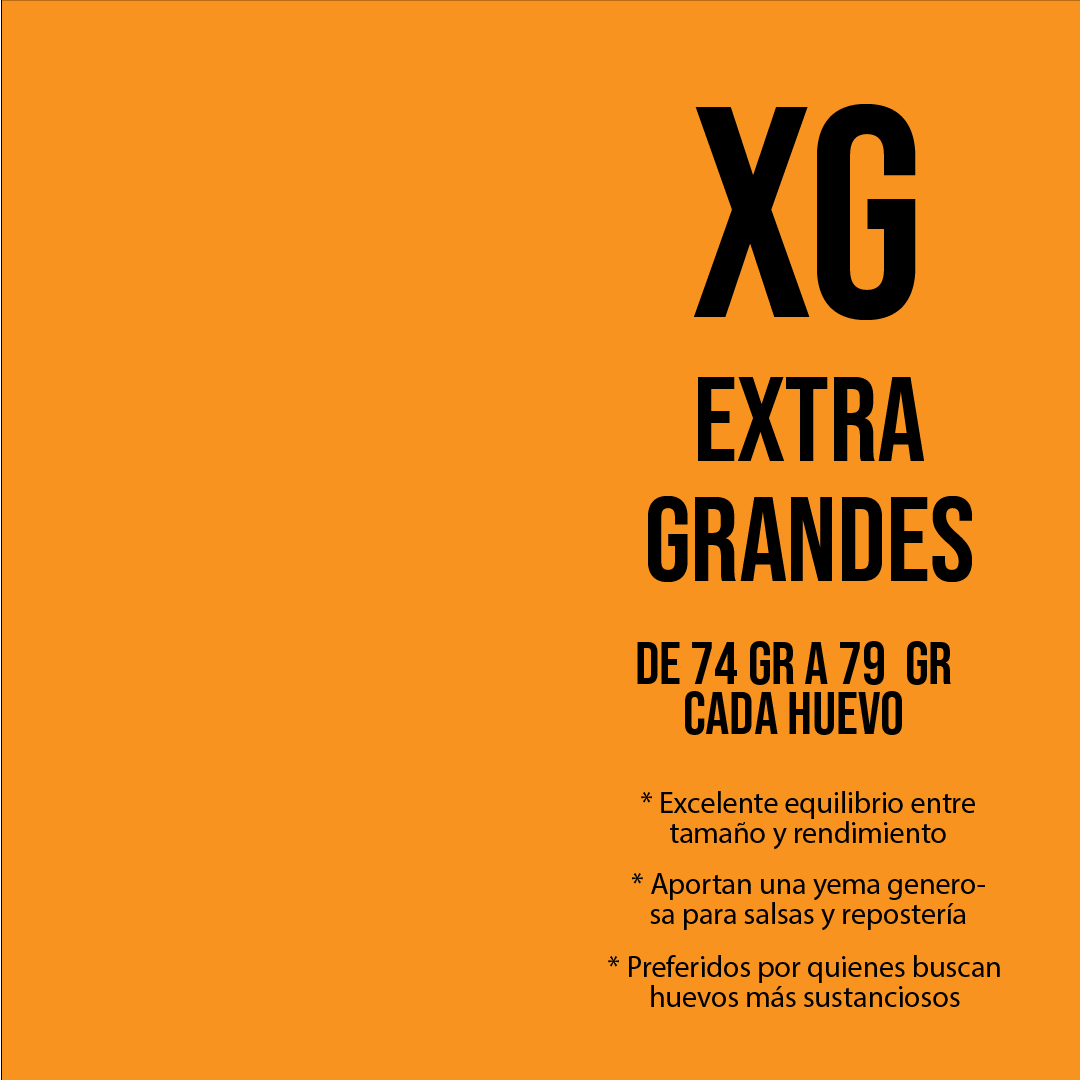 XG
EXTRA
GRANDES
DE 74 GR A 79  GR
CADA HUEVO
* Excelente equilibrio entre
tamaño y rendimiento
* Aportan una yema genero-
sa para salsas y repostería
* Preferidos por quienes buscan
huevos más sustanciosos